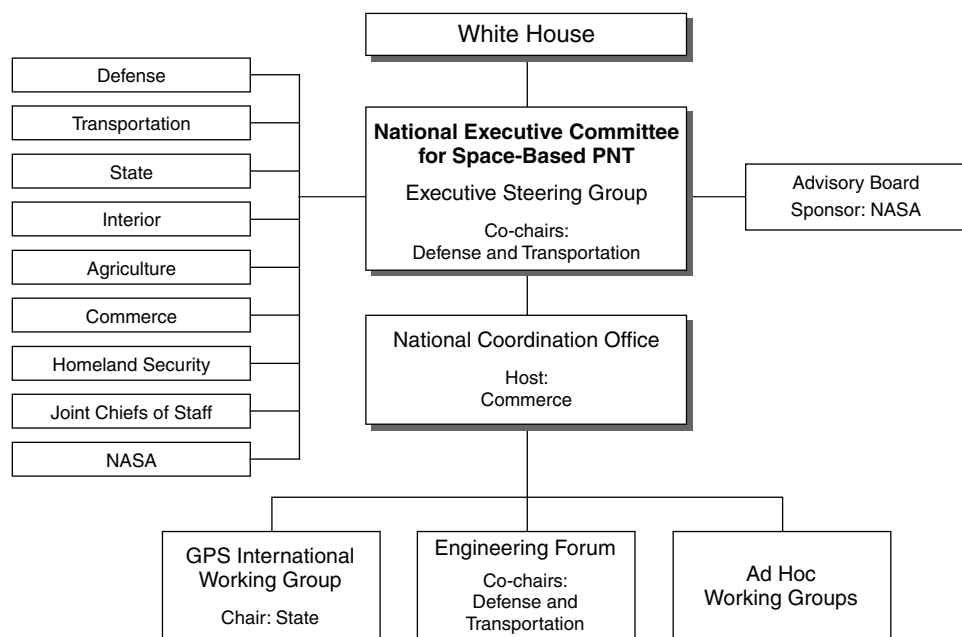 White House
Defense
Transportation
State
Interior
Agriculture
Commerce
Homeland Security
Joint Chiefs of Staff
NASA
National Executive Committee
for Space-Based PNT
Executive Steering Group
Co-chairs:
Defense and Transportation
Advisory Board
Sponsor: NASA
National Coordination Office
Host:
Commerce
GPS International
Working Group
Chair: State
Engineering Forum
Co-chairs:
Defense and
Transportation
Ad Hoc
Working Groups